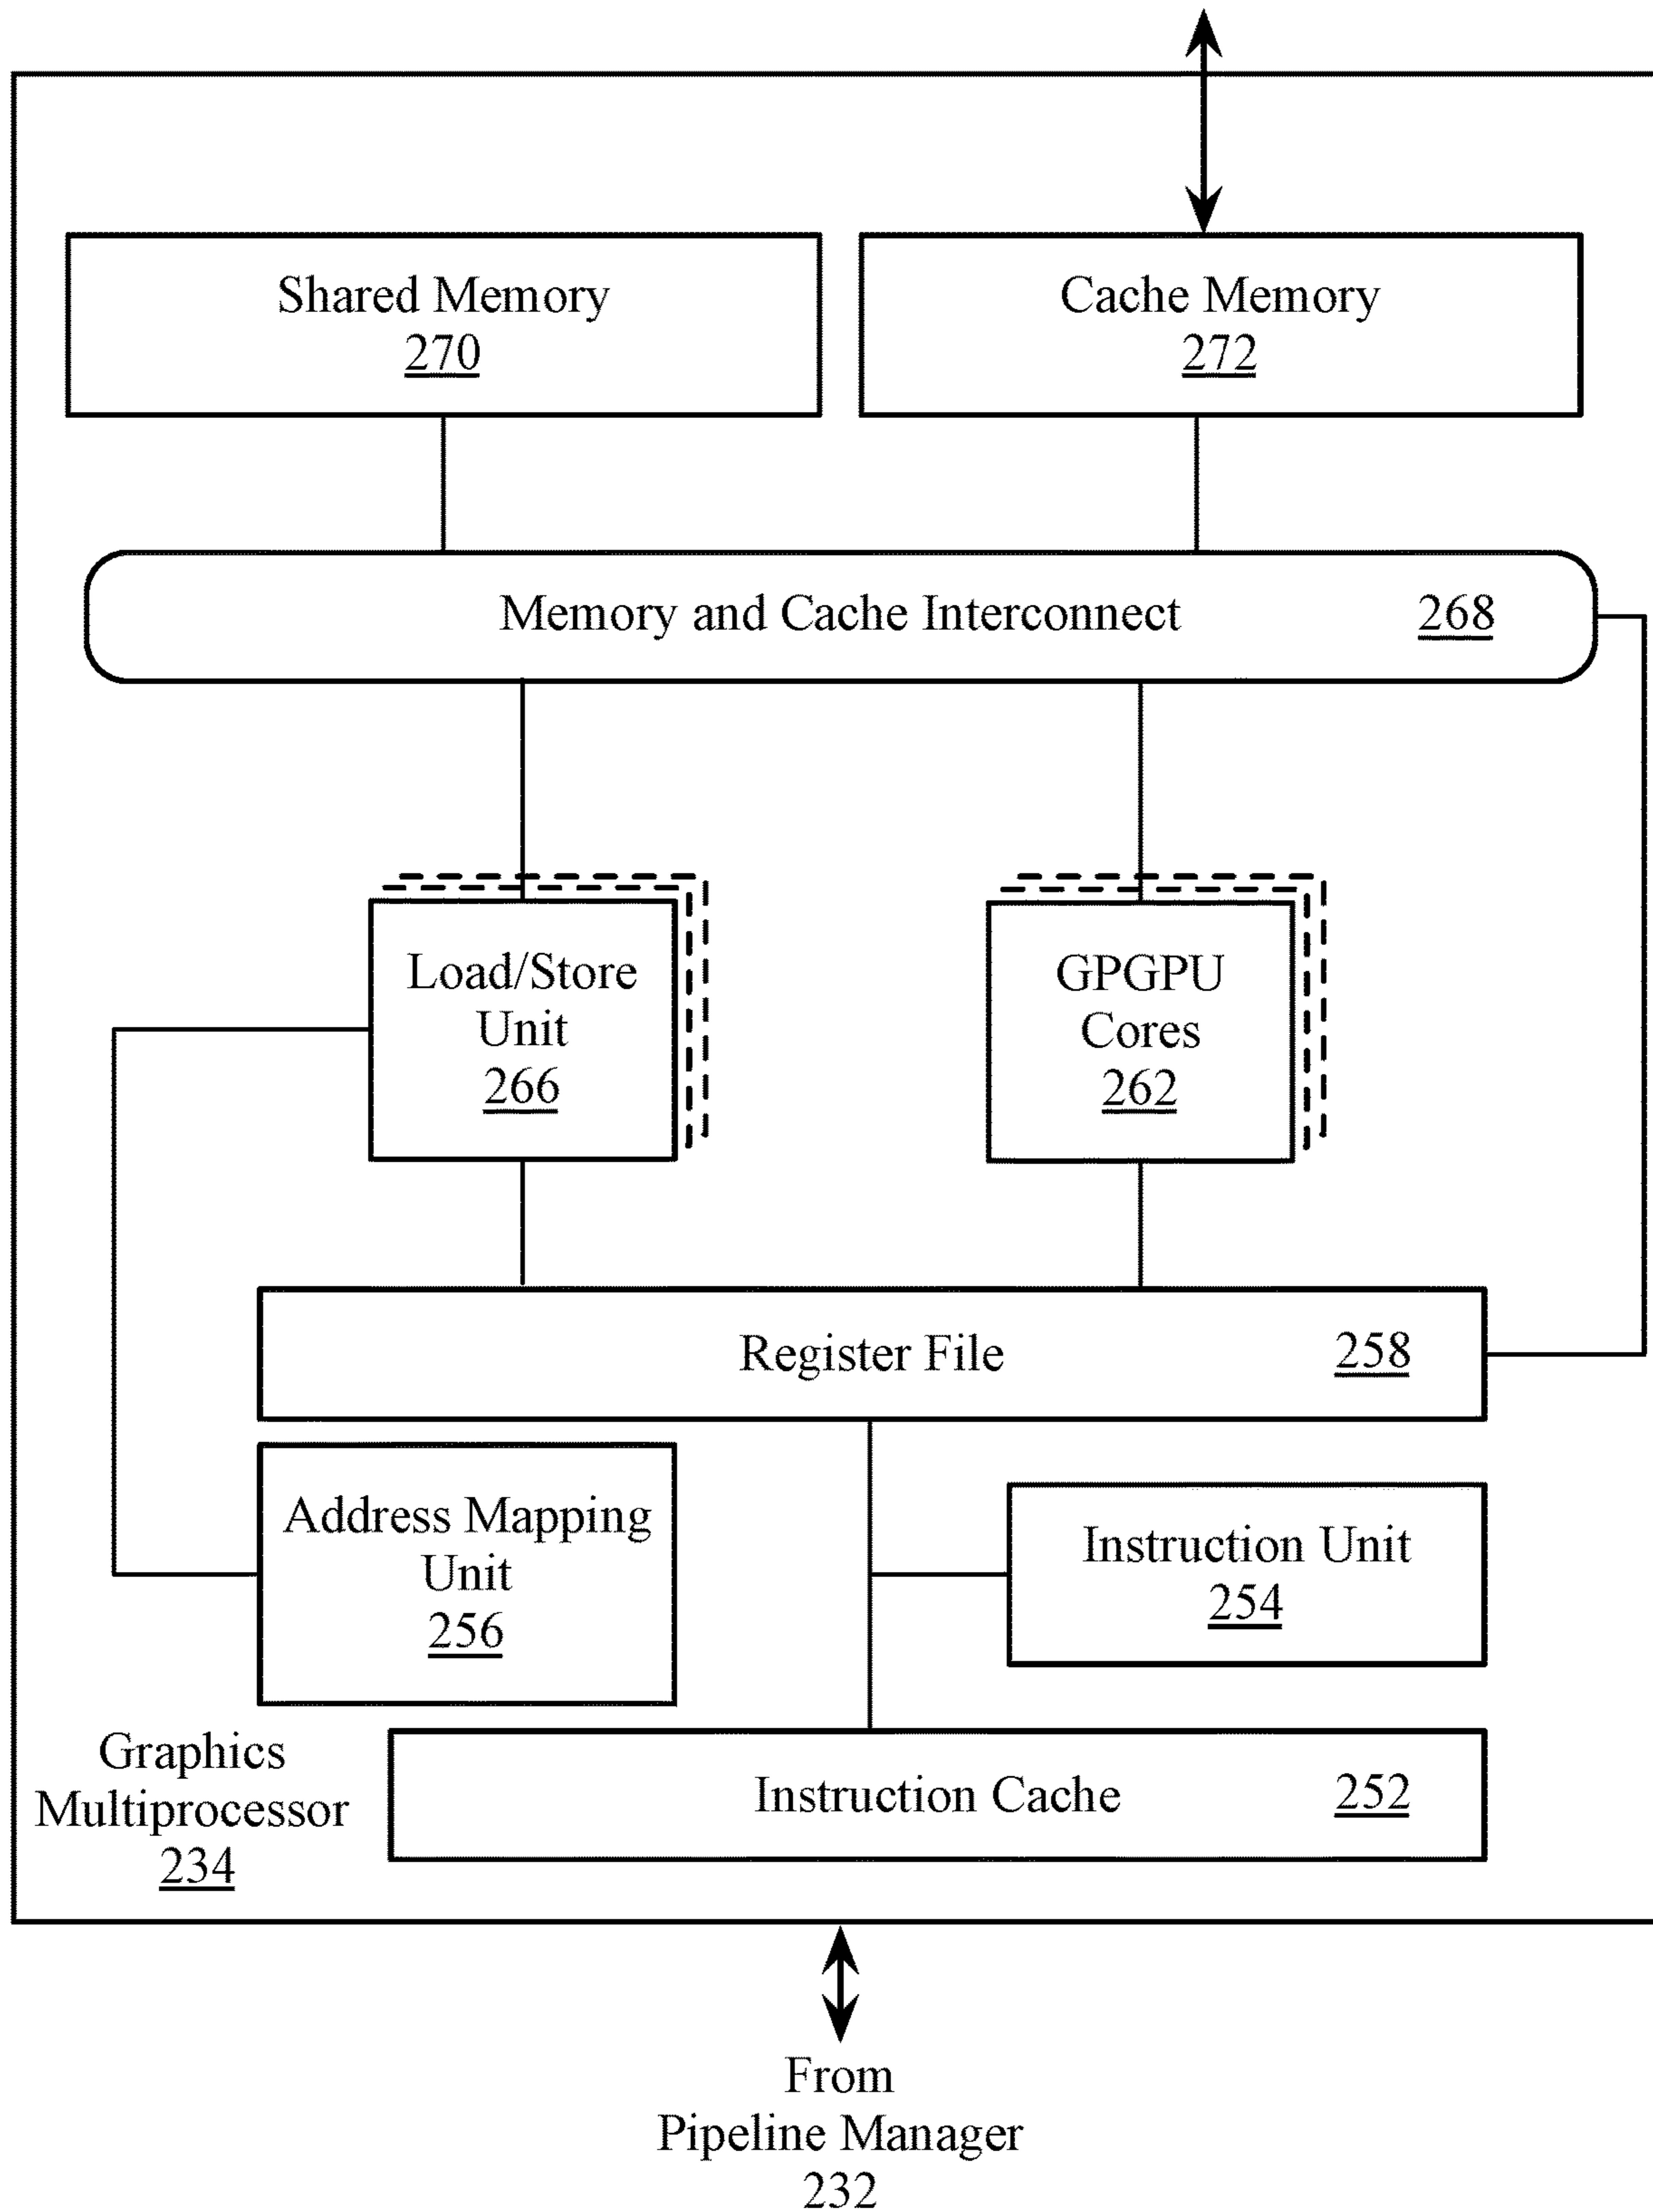 Shared Memory
270
Cache Memory
272
Memory and Cache Interconnect 268
Load/Store
Unit
266
GPGPU
Cores
262
Register File 258
Address Mapping
Unit
256
Instruction Unit
254
Graphics
Multiprocessor
234
Instruction Cache 252
From
Pipeline Manager
232